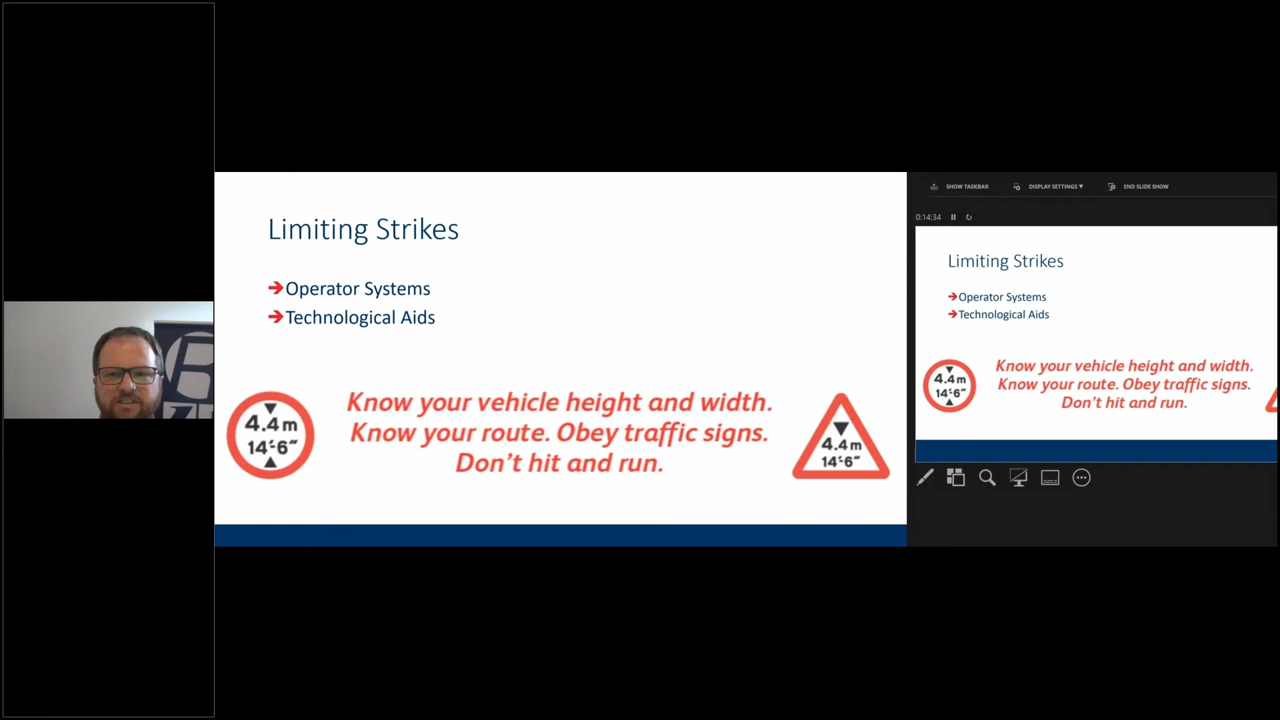 Limiting Strikes
➔Operator Systems
➔Technological Aids
4.4m
14'-6"
Know your vehicle height and width.
Know your route. Obey traffic signs.
Don't hit and run.
4.4m
14'-6"
SHOW TASKBAR
DISPLAY SETTINGS ▼
END SLIDE SHOW
0:14:34
Limiting Strikes
➔Operator Systems
➔Technological Aids
4.4m
14'-6"
Know your vehicle height and width.
Know your route. Obey traffic signs.
Don't hit and run.